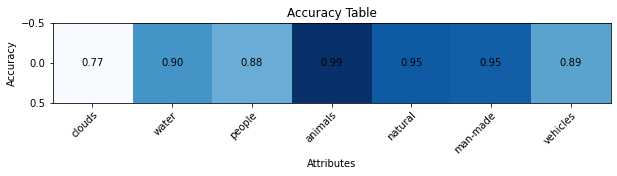 Accuracy Table
−0.5
0.0
0.5
Accuracy
0.77 0.90 0.88 0.99 0.95 0.95 0.89
clouds water people animals natural man-made vehicles
Attributes